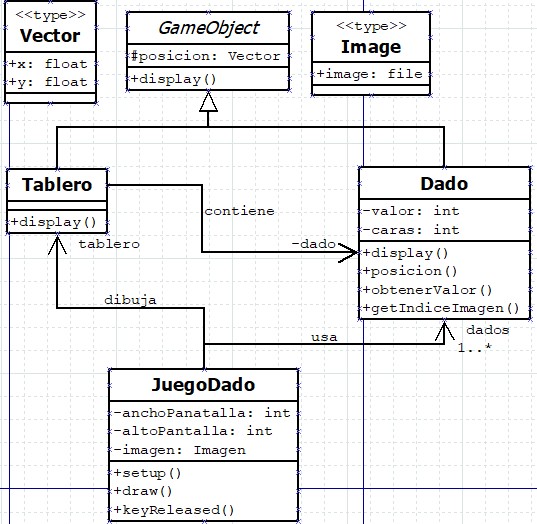 <<type>>
Vector
+x: float
+y: float
GameObject
#posicion: Vector
+display()
<<type>>
Image
+image: file
Tablero
+display()
contiene
-dado
tablero
Dado
-valor: int
-caras: int
+display()
+posicion()
+obtenerValor()
+getIndiceImagen()
dibuja
usa
dados
1..*
JuegoDado
-anchoPanatalla: int
-altoPantalla: int
-imagen: Imagen
+setup()
+draw()
+keyReleased()